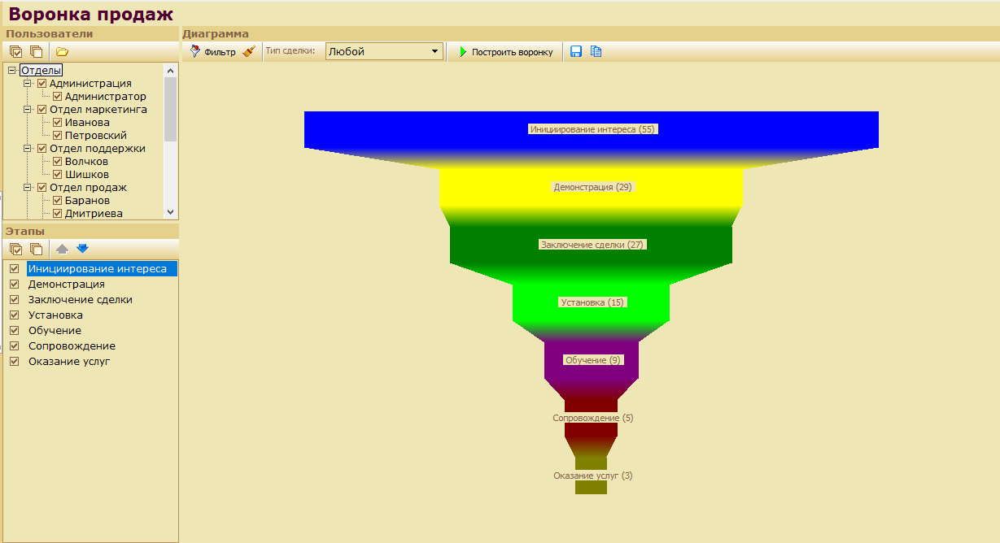 Воронка продаж
Пользователи
Отделы
Администрация
Администратор
Отдел маркетинга
Иванова
Петровский
Отдел поддержки
Волчков
Шишков
Отдел продаж
Баранов
Дмитриева
Этапы
Инициирование интереса
Демонстрация
Заключение сделки
Установка
Обучение
Сопровождение
Оказание услуг
Диаграмма
Фильтр Тип сделки: Любой Построить воронку
Инициирование интереса (55)
Демонстрация (29)
Заключение сделки (27)
Установка (15)
Обучение (9)
Сопровождение (5)
Оказание услуг (3)